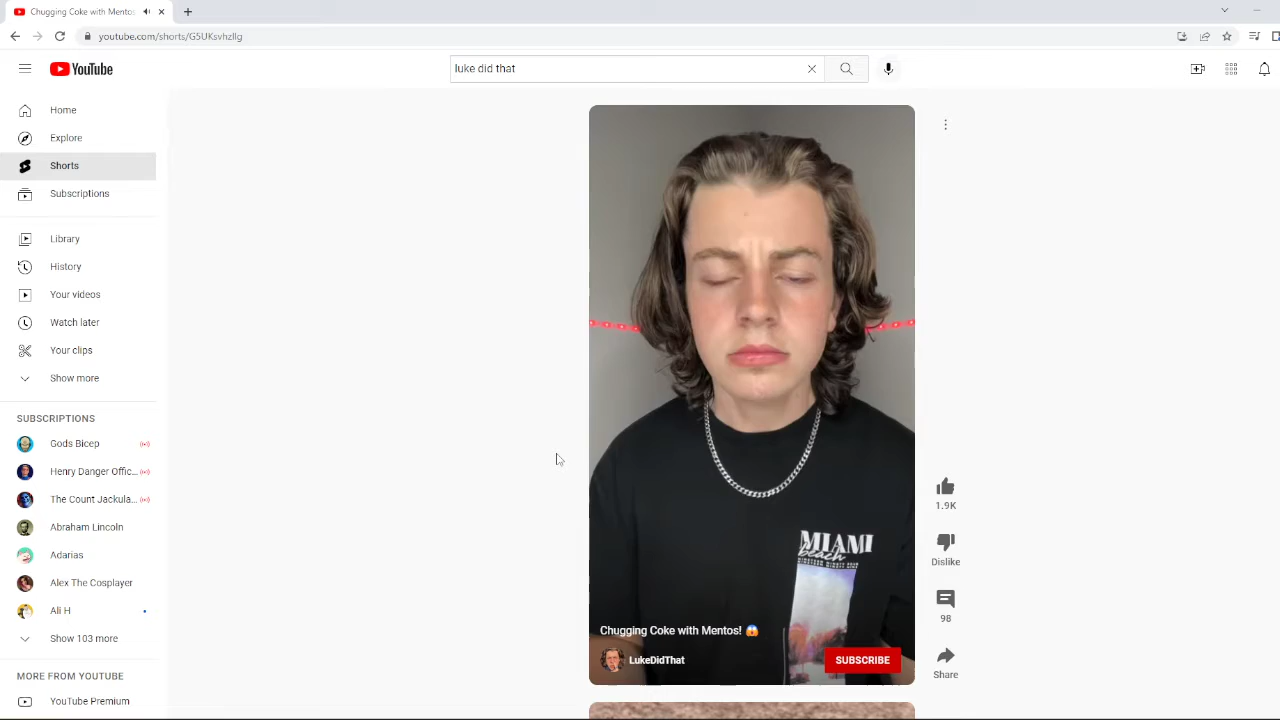 Chugging Coke with Mentos!
youtube.com/shorts/G5UKsvhzlIg
YouTube
luke did that
Home
Explore
Shorts
Subscriptions
Library
History
Your videos
Watch later
Your clips
Show more
SUBSCRIPTIONS
Gods Bicep
Henry Danger Offic...
The Count Jackula...
Abraham Lincoln
Adarias
Alex The Cosplayer
Ali H
Show 103 more
MORE FROM YOUTUBE
YouTube Premium
MIAMI
beach
Chugging Coke with Mentos! 😱
LukeDidThat
SUBSCRIBE
1.9K
Dislike
98
Share